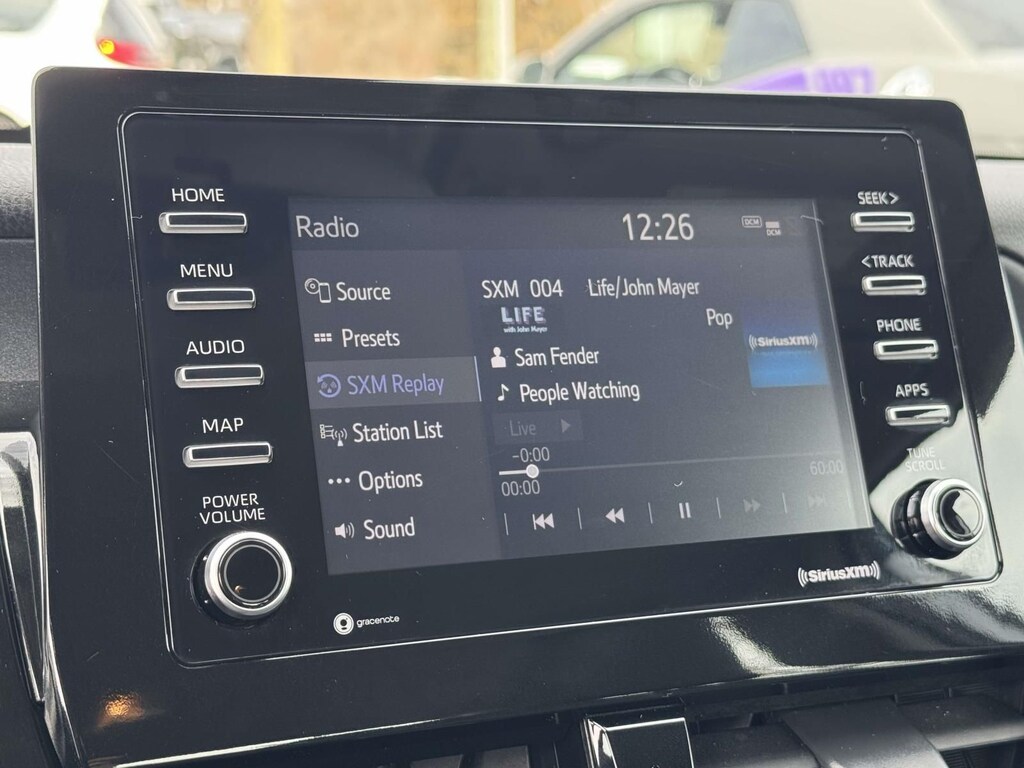 HOME
MENU
AUDIO
MAP
POWER
VOLUME
Radio
12:26
DCM
DCM
Source
Presets
SXM Replay
Station List
Options
Sound
SXM 004 Life/John Mayer
LIFE
with John Mayer
Pop
SiriusXM
Sam Fender
People Watching
Live
-0:00
00:00
60:00
SEEK >
< TRACK
PHONE
APPS
TUNE
SCROLL
gracenote
SiriusXM